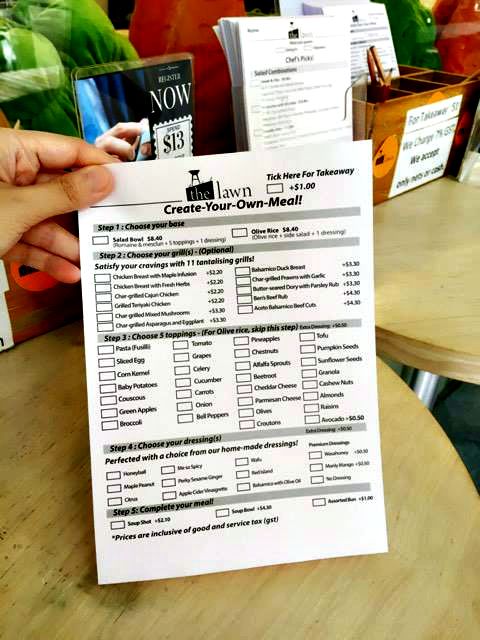 REGISTER
NOW
SPEND
$13
Name
the
Chef's Picks!
Salad Combinations
For Takeaway
We Charge
We accept
only nets or cash.
the lawn
Tick Here For Takeaway
+$1.00
Create-Your-Own-Meal!
Step 1 : Choose your base
Salad Bowl $8.40
(Romaine & mesclun + 5 toppings + 1 dressing)
Olive Rice $8.40
(Olive rice + side salad + 1 dressing)
Step 2 : Choose your grill(s) - (Optional)
Satisfy your cravings with 11 tantalising grills!
Chicken Breast with Maple Infusion +$2.20
Chicken Breast with Fresh Herbs +$2.20
Char-grilled Cajun Chicken +$2.20
Grilled Teriyaki Chicken +$2.20
Char-grilled Mixed Mushrooms +$3.30
Char-grilled Asparagus and Eggplant +$3.30
Balsamico Duck Breast +$3.30
Char-grilled Prawns with Garlic +$3.30
Butter-seared Dory with Parsley Rub +$3.30
Ben's Beef Rub +$4.30
Aceto Balsamico Beef Cuts +$4.30
Step 3 : Choose 5 toppings - (For Olive rice, skip this step) Extra Dressing: +$0.50
Pasta (Fusilli)
Sliced Egg
Corn Kernel
Baby Potatoes
Couscous
Green Apples
Broccoli
Tomato
Grapes
Celery
Cucumber
Carrots
Onion
Bell Peppers
Pineapples
Chestnuts
Alfalfa Sprouts
Beetroot
Cheddar Cheese
Parmesan Cheese
Olives
Croutons
Tofu
Pumpkin Seeds
Sunflower Seeds
Granola
Cashew Nuts
Almonds
Raisins
Avocado +$0.50
Step 4 : Choose your dressing(s) Extra Dressing: +$0.50
Perfected with a choice from our home-made dressings!
Honeyball
Maple Peanut
Citrus
Me so Spicy
Perky Sesame Ginger
Apple Cider Vinaigrette
Wafu
Red Island
Balsamico with Olive Oil
Premium Dressings
Wasahoney +$0.50
Manly Mango +$0.50
No Dressing
Step 5: Complete your meal!
Soup Shot +$2.10
Soup Bowl +$4.30
Assorted Bun +$1.00
*Prices are inclusive of good and service tax (gst)